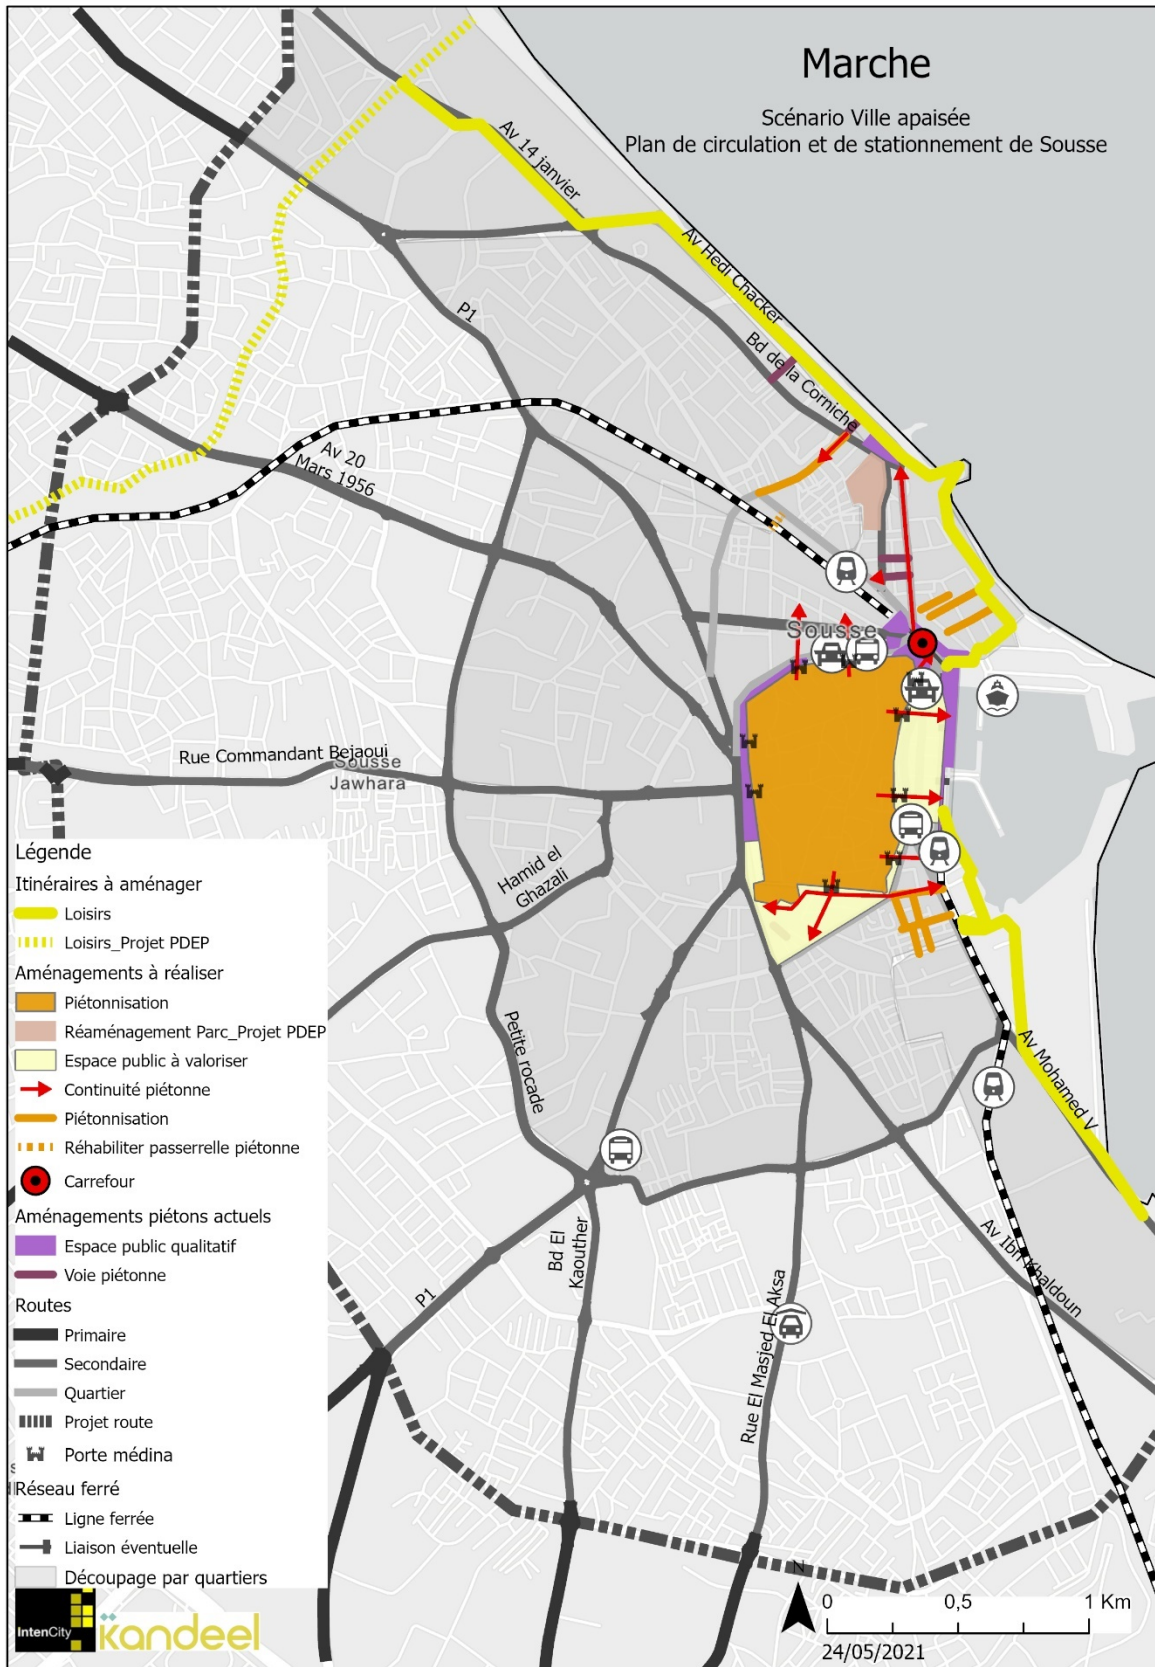 Marche
Scénario Ville apaisée
Plan de circulation et de stationnement de Sousse
Av 14 janvier
Av Hedi Chacker
P1
Bd de la Corniche
Av 20
Mars 1956
Sousse
Rue Commandant Bejaoui
Sousse
Jawhara
Hamid el
Ghazali
Petite rocade
Av Mohamed V
Bd El
Kaouther
Av Ibn Khaldoun
P1
Rue El Masjed El Aksa
Légende
Itinéraires à aménager
Loisirs
Loisirs_Projet PDEP
Aménagements à réaliser
Piétonnisation
Réaménagement Parc_Projet PDEP
Espace public à valoriser
Continuité piétonne
Piétonnisation
Réhabiliter passerrelle piétonne
Carrefour
Aménagements piétons actuels
Espace public qualitatif
Voie piétonne
Routes
Primaire
Secondaire
Quartier
Projet route
Porte médina
Réseau ferré
Ligne ferrée
Liaison éventuelle
Découpage par quartiers
InterCity
kandeel
N
0 0,5 1 Km
24/05/2021